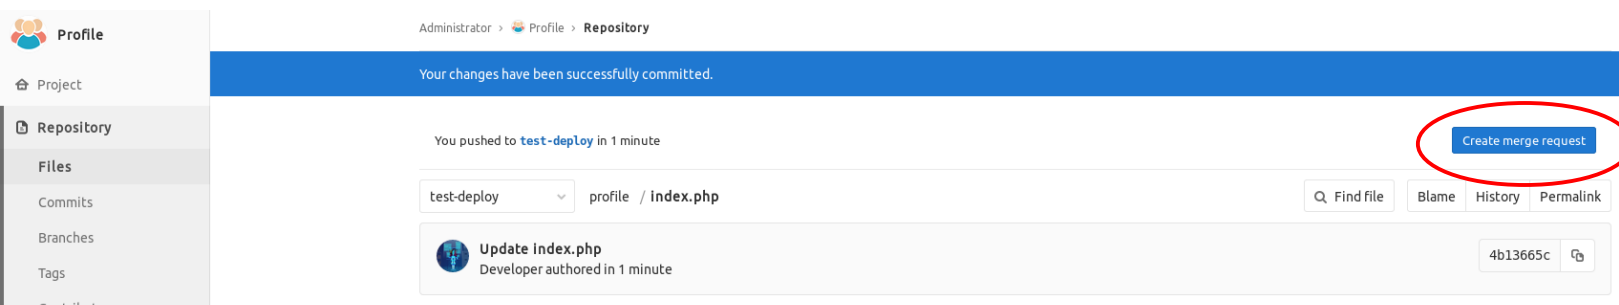 Profile
Administrator › Profile › Repository
Project
Your changes have been successfully committed.
Repository
You pushed to test-deploy in 1 minute
Create merge request
Files
test-deploy
profile / index.php
Find file
Blame
History
Permalink
Commits
Branches
Update index.php
4b13665c
Developer authored in 1 minute
Tags